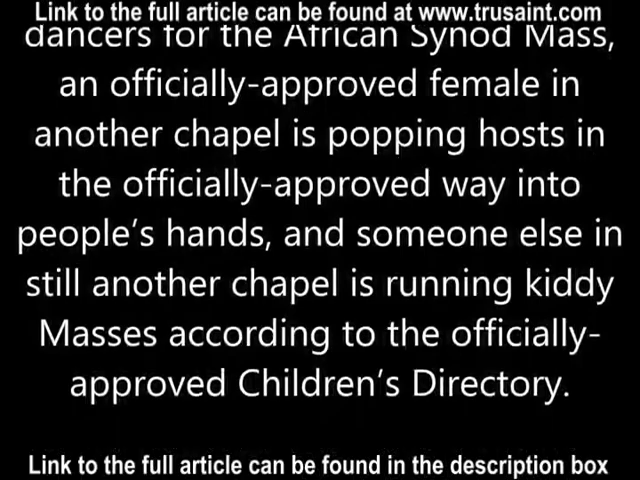 Link to the full article can be found at www.trusaint.com
dancers for the African Synod Mass,
an officially-approved female in
another chapel is popping hosts in
the officially-approved way into
people’s hands, and someone else in
still another chapel is running kiddy
Masses according to the officially-
approved Children’s Directory.
Link to the full article can be found in the description box